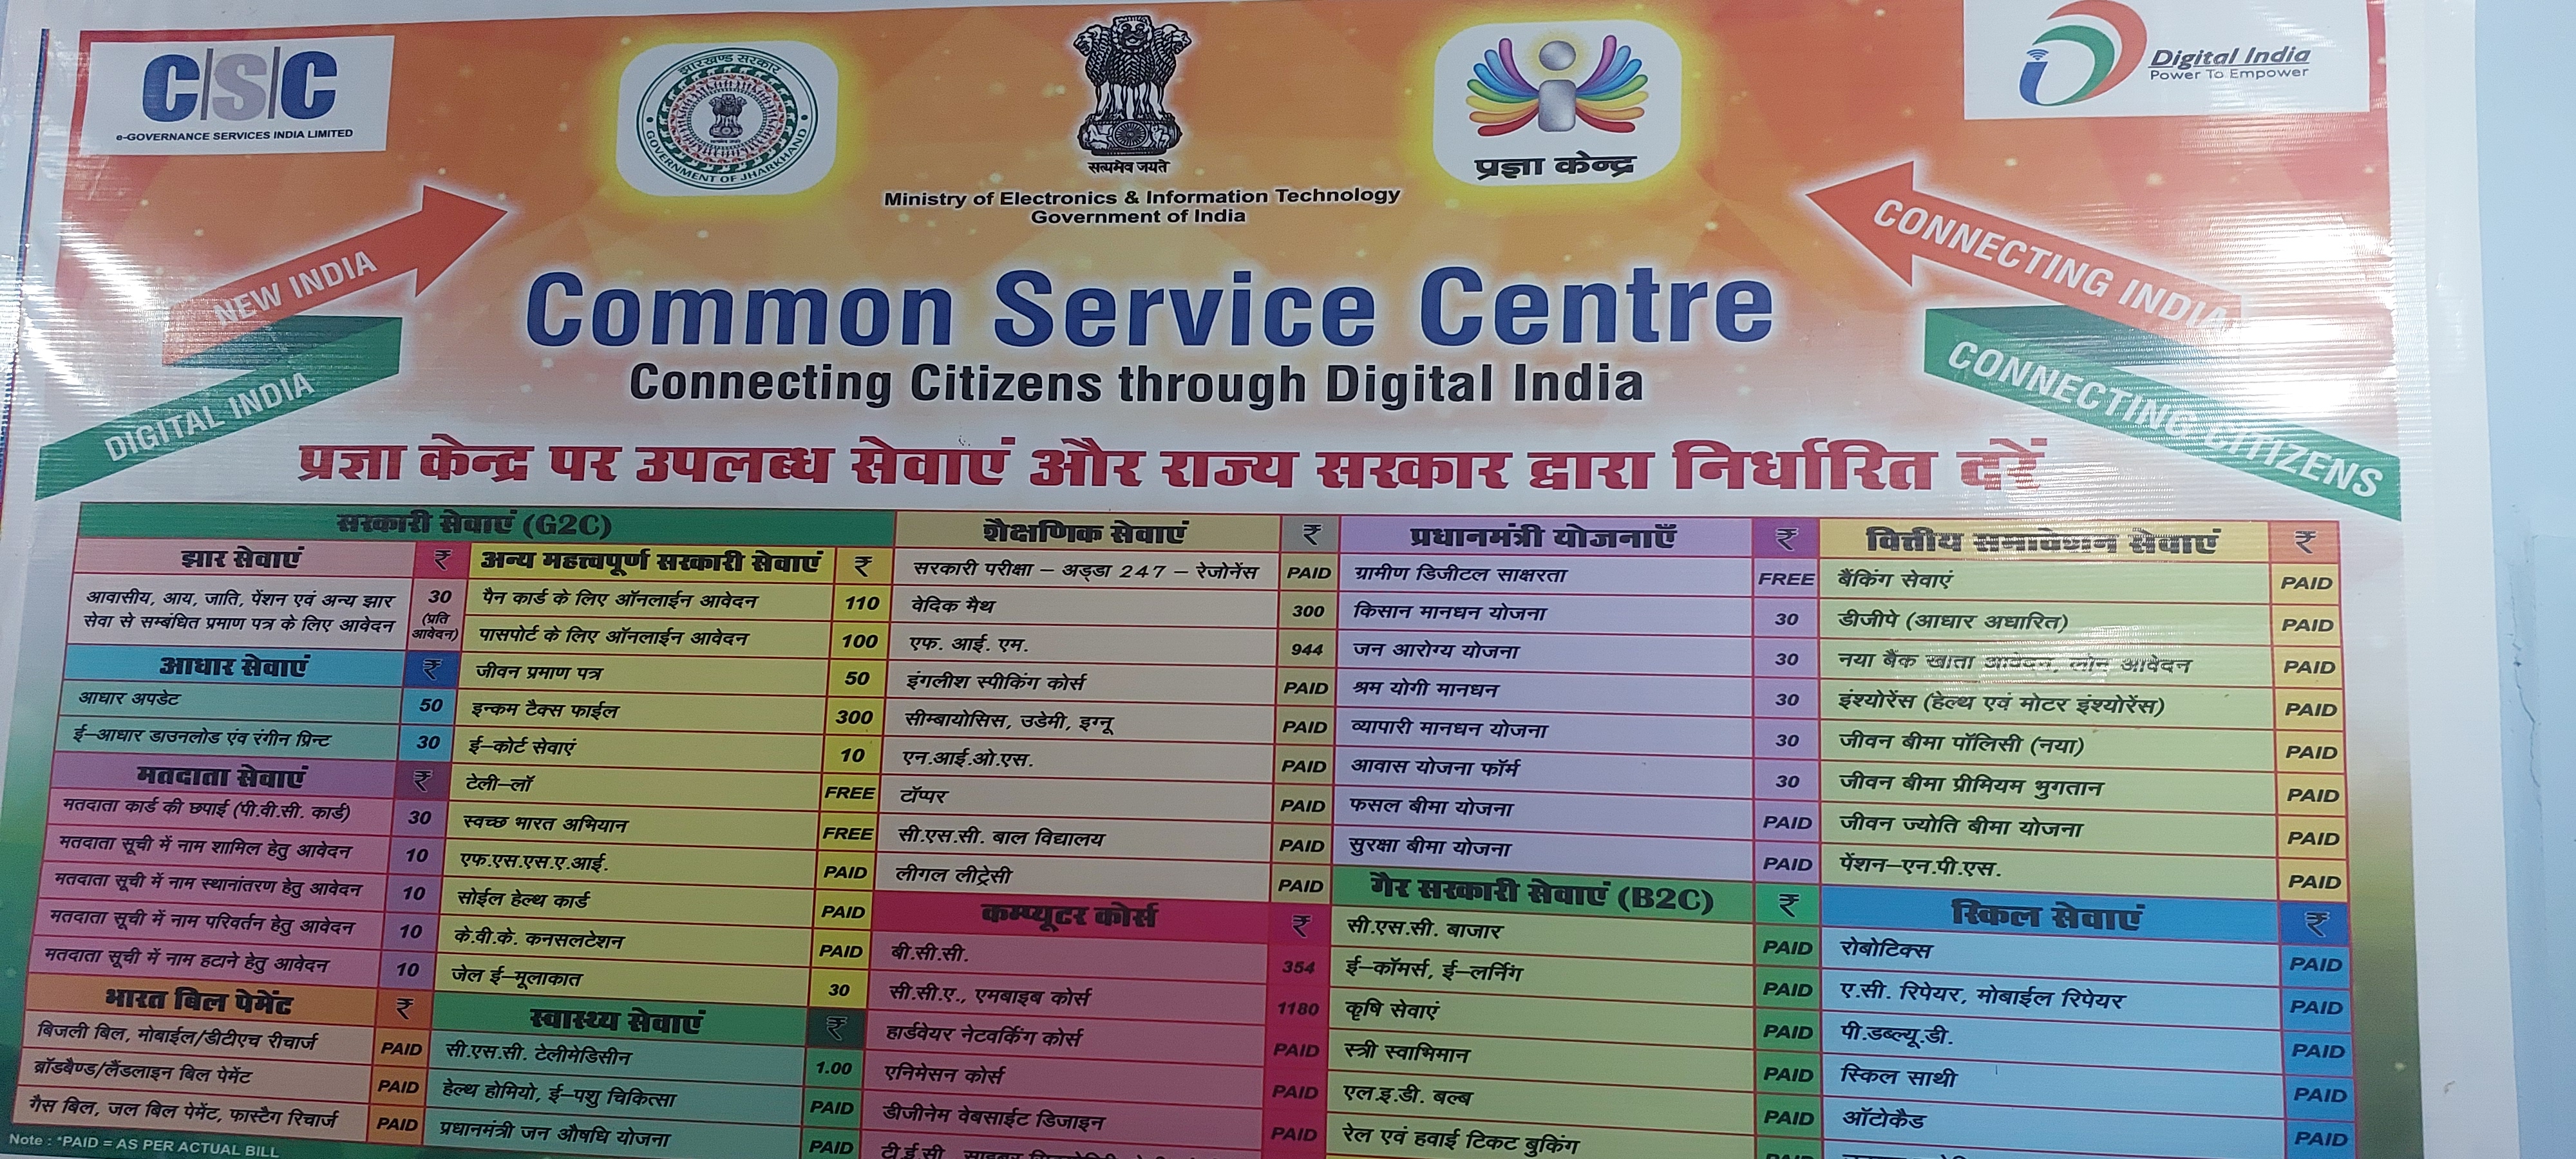 CSC
e-GOVERNANCE SERVICES INDIA LIMITED
झारखण्ड सरकार
GOVERNMENT OF JHARKHAND
सत्यमेव जयते
Ministry of Electronics & Information Technology
Government of India
प्रज्ञा केन्द्र
Digital India
Power To Empower
NEW INDIA
DIGITAL INDIA
CONNECTING INDIA
CONNECTING CITIZENS
Common Service Centre
Connecting Citizens through Digital India
प्रज्ञा केन्द्र पर उपलब्ध सेवाएं और राज्य सरकार द्वारा निर्धारित दरें
सरकारी सेवाएं (G2C)
झार सेवाएं ₹
आवासीय, आय, जाति, पेंशन एवं अन्य झार
सेवा से सम्बंधित प्रमाण पत्र के लिए आवेदन
30
(प्रति
आवेदन)
आधार सेवाएं ₹
आधार अपडेट 50
ई–आधार डाउनलोड एंव रंगीन प्रिन्ट 30
मतदाता सेवाएं ₹
मतदाता कार्ड की छपाई (पी.वी.सी. कार्ड) 30
मतदाता सूची में नाम शामिल हेतु आवेदन 10
मतदाता सूची में नाम स्थानांतरण हेतु आवेदन 10
मतदाता सूची में नाम परिवर्तन हेतु आवेदन 10
मतदाता सूची में नाम हटाने हेतु आवेदन 10
भारत बिल पेमेंट ₹
बिजली बिल, मोबाईल/डीटीएच रीचार्ज PAID
ब्रॉडबैण्ड/लैंडलाइन बिल पेमेंट PAID
गैस बिल, जल बिल पेमेंट, फास्टैग रिचार्ज PAID
Note : *PAID = AS PER ACTUAL BILL
अन्य महत्त्वपूर्ण सरकारी सेवाएं ₹
पैन कार्ड के लिए ऑनलाईन आवेदन 110
पासपोर्ट के लिए ऑनलाईन आवेदन 100
जीवन प्रमाण पत्र 50
इन्कम टैक्स फाईल 300
ई–कोर्ट सेवाएं 10
टेली–लॉ FREE
स्वच्छ भारत अभियान FREE
एफ.एस.एस.ए.आई. PAID
सोईल हेल्थ कार्ड PAID
के.वी.के. कनसलटेशन PAID
जेल ई–मूलाकात 30
स्वास्थ्य सेवाएं ₹
सी.एस.सी. टेलीमेडिसीन 1.00
हेल्थ होमियो, ई–पशु चिकित्सा PAID
प्रधानमंत्री जन औषधि योजना PAID
शैक्षणिक सेवाएं ₹
सरकारी परीक्षा – अड्डा 247 – रेजोनेंस PAID
वेदिक मैथ 300
एफ. आई. एम. 944
इंगलीश स्पीकिंग कोर्स PAID
सीम्बायोसिस, उडेमी, इग्नू PAID
एन.आई.ओ.एस. PAID
टॉप्पर PAID
सी.एस.सी. बाल विद्यालय PAID
लीगल लीट्रेसी PAID
कम्प्यूटर कोर्स ₹
बी.सी.सी. 354
सी.सी.ए., एमबाइब कोर्स 1180
हार्डवेयर नेटवर्किंग कोर्स PAID
एनिमेसन कोर्स PAID
डीजीनेम वेबसाईट डिजाइन PAID
प्रधानमंत्री योजनाएँ ₹
ग्रामीण डिजीटल साक्षरता FREE
किसान मानधन योजना 30
जन आरोग्य योजना 30
श्रम योगी मानधन 30
व्यापारी मानधन योजना 30
आवास योजना फॉर्म 30
फसल बीमा योजना PAID
सुरक्षा बीमा योजना PAID
गैर सरकारी सेवाएं (B2C) ₹
सी.एस.सी. बाजार PAID
ई–कॉमर्स, ई–लर्निंग PAID
कृषि सेवाएं PAID
स्त्री स्वाभिमान PAID
एल.इ.डी. बल्ब PAID
रेल एवं हवाई टिकट बुकिंग PAID
वित्तीय समावेशन सेवाएं ₹
बैंकिंग सेवाएं PAID
डीजीपे (आधार अधारित) PAID
नया बैंक खाता आवेदन, लोन आवेदन PAID
इंश्योरेंस (हेल्थ एवं मोटर इंश्योरेंस) PAID
जीवन बीमा पॉलिसी (नया) PAID
जीवन बीमा प्रीमियम भुगतान PAID
जीवन ज्योति बीमा योजना PAID
पेंशन–एन.पी.एस. PAID
स्किल सेवाएं ₹
रोबोटिक्स PAID
ए.सी. रिपेयर, मोबाईल रिपेयर PAID
पी.डब्ल्यू.डी. PAID
स्किल साथी PAID
ऑटोकैड PAID